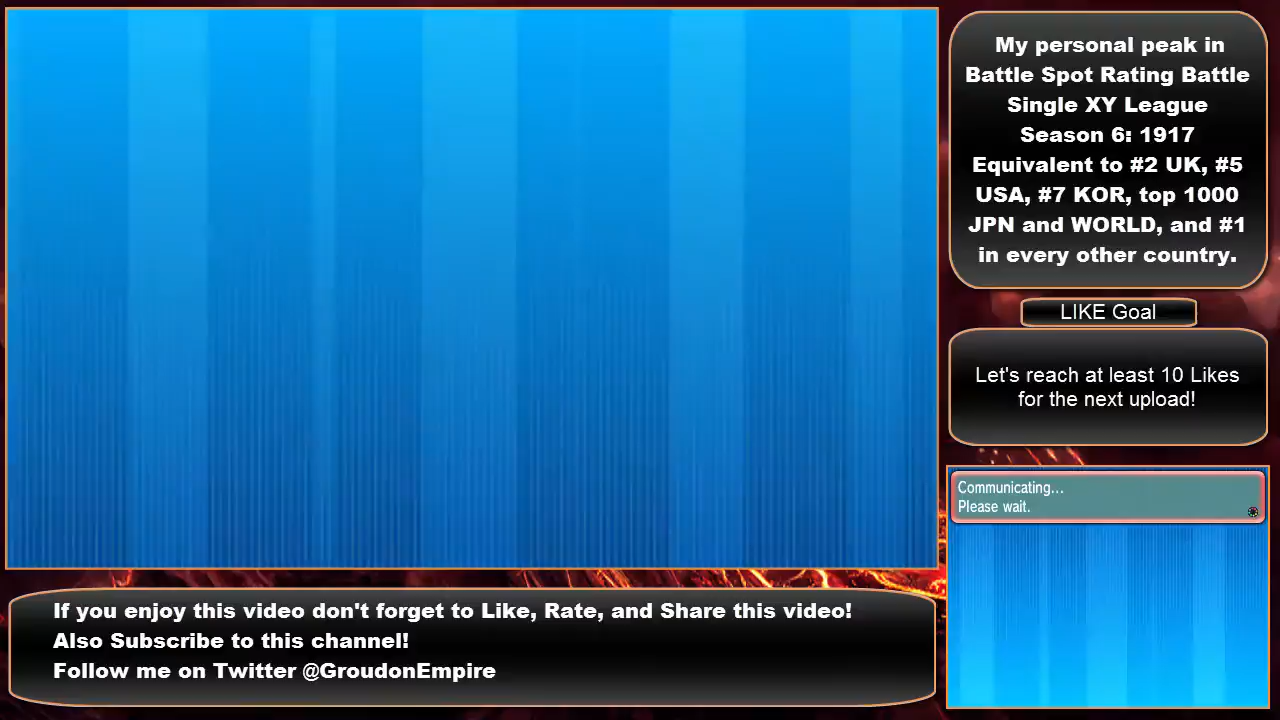 My personal peak in
Battle Spot Rating Battle
Single XY League
Season 6: 1917
Equivalent to #2 UK, #5
USA, #7 KOR, top 1000
JPN and WORLD, and #1
in every other country.
LIKE Goal
Let's reach at least 10 Likes
for the next upload!
Communicating...
Please wait.
If you enjoy this video don't forget to Like, Rate, and Share this video!
Also Subscribe to this channel!
Follow me on Twitter @GroudonEmpire